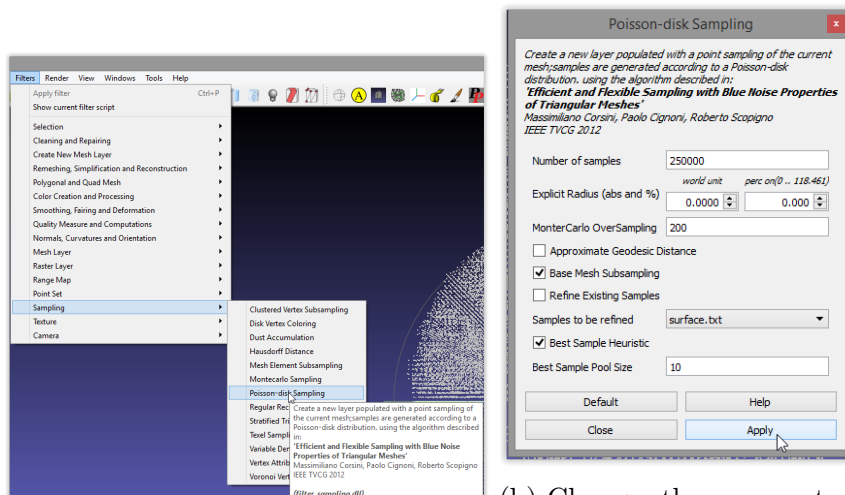 Filters Render View Windows Tools Help
Apply filter Ctrl+P
Show current filter script
Selection
Cleaning and Repairing
Create New Mesh Layer
Remeshing, Simplification and Reconstruction
Polygonal and Quad Mesh
Color Creation and Processing
Smoothing, Fairing and Deformation
Quality Measure and Computations
Normals, Curvatures and Orientation
Mesh Layer
Raster Layer
Range Map
Point Set
Sampling
Texture
Camera
A
Clustered Vertex Subsampling
Disk Vertex Coloring
Dust Accumulation
Hausdorff Distance
Mesh Element Subsampling
Montecarlo Sampling
Poisson-disk Sampling
Regular Rec
Stratified Tri
Texel Sampli
Variable Den
Vertex Attrib
Voronoi Vert
Create a new layer populated with a point sampling of
the current mesh;samples are generated according to a
Poisson-disk distribution. using the algorithm described
in:
'Efficient and Flexible Sampling with Blue Noise
Properties of Triangular Meshes'
Massimiliano Corsini, Paolo Cignoni, Roberto Scopigno
IEEE TVCG 2012
(filter_sampling.dll)
Poisson-disk Sampling
x
Create a new layer populated with a point sampling of the current
mesh;samples are generated according to a Poisson-disk
distribution. using the algorithm described in:
'Efficient and Flexible Sampling with Blue Noise Properties
of Triangular Meshes'
Massimiliano Corsini, Paolo Cignoni, Roberto Scopigno
IEEE TVCG 2012
Number of samples 250000
world unit perc on(0 .. 118.461)
Explicit Radius (abs and %) 0.0000 0.000
MonterCarlo OverSampling 200
Approximate Geodesic Distance
Base Mesh Subsampling
Refine Existing Samples
Samples to be refined surface.txt
Best Sample Heuristic
Best Sample Pool Size 10
Default Help
Close Apply